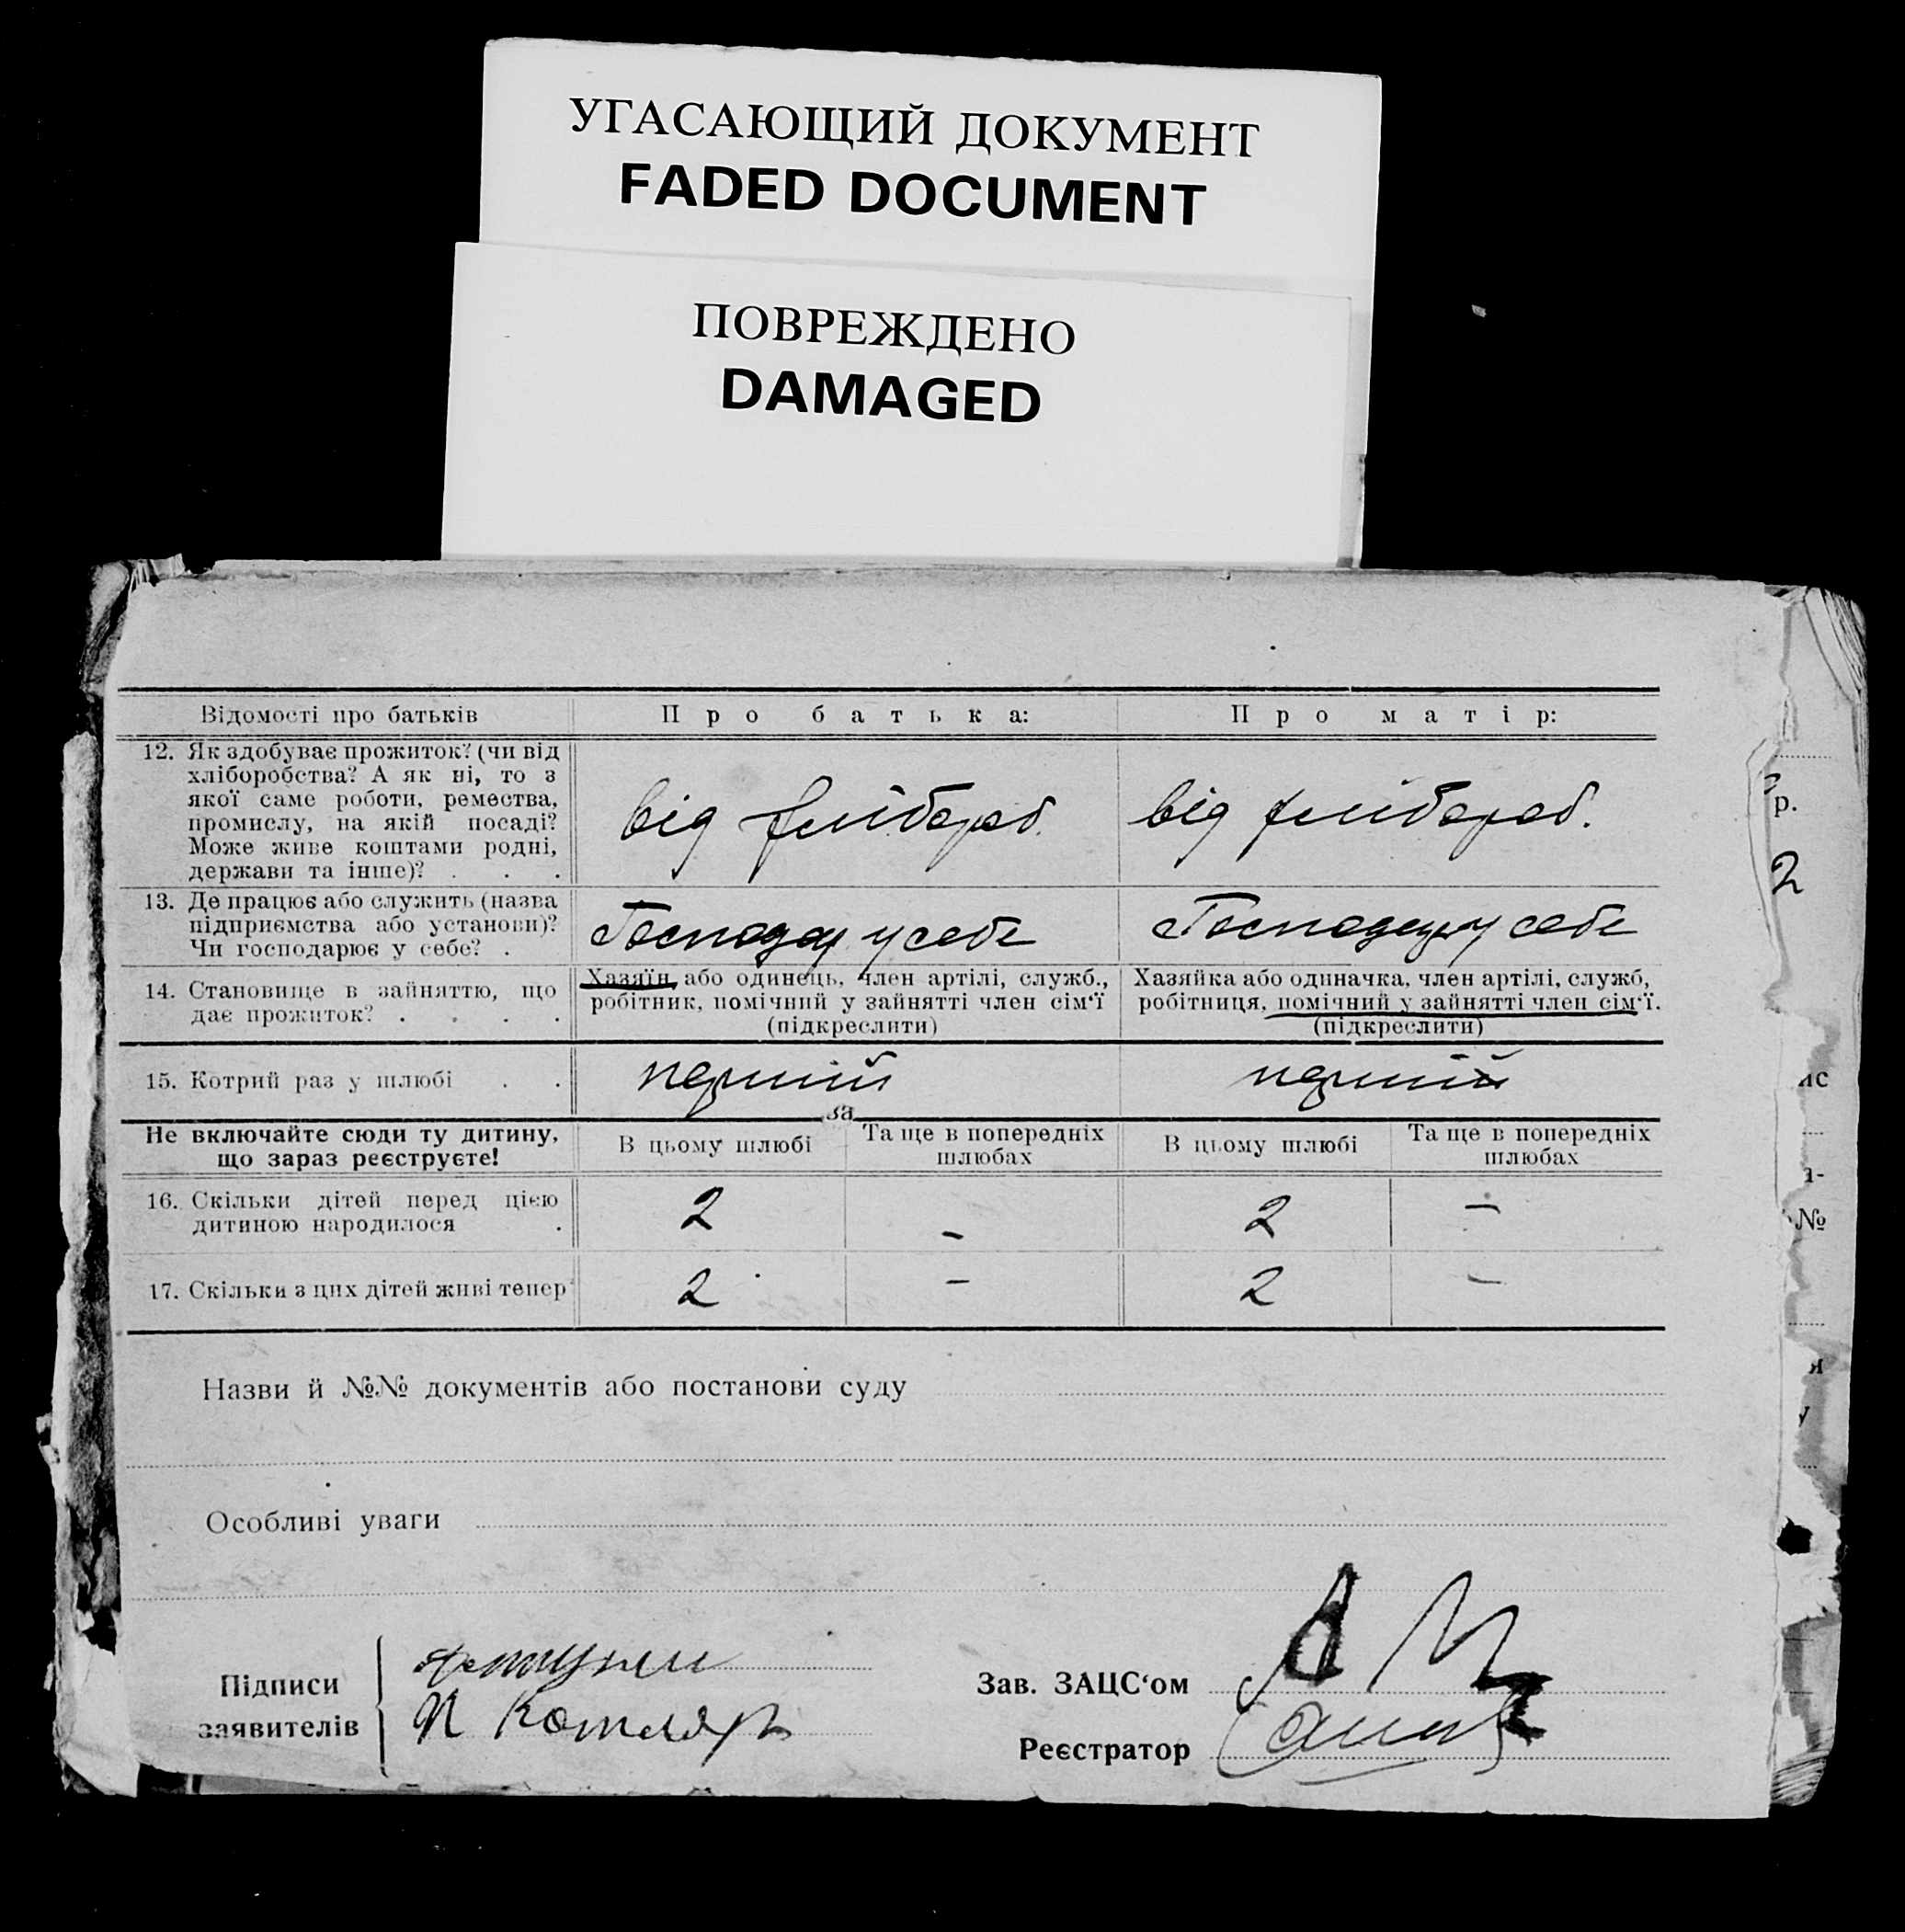 УГАСАЮЩИЙ ДОКУМЕНТ
FADED DOCUMENT
ПОВРЕЖДЕНО
DAMAGED
Відомості про батьків
Про батька:
Про матір:
12. Як здобуває прожиток? (чи від
хліборобства? А як ні, то з
якої саме роботи, ремества,
промислу, на якій посаді?
Може живе коштами родні,
держави та інше)? . . .
від хлібороб.
від хлібороб.
13. Де працює або служить (назва
підприємства або установи)?
Чи господарює у себе? .
Господар у себе
у себе
14. Становище в зайняттю, що
дає прожиток? . . . .
Хазяїн, або одинець, член артілі, служб.,
робітник, помічний у зайнятті член сім‘ї
(підкреслити)
Хазяйка або одиначка, член артілі, служб,
робітниця, помічний у зайнятті член сім‘ї.
(підкреслити)
15. Котрий раз у шлюбі . .
перший
перший
за
Не включайте сюди ту дитину,
що зараз реєструєте!
В цьому шлюбі
Та ще в попередніх
шлюбах
В цьому шлюбі
Та ще в попередніх
шлюбах
16. Скільки дітей перед цією
дитиною народилося .
2
–
2
–
17. Скільки з цих дітей живі тепер
2
–
2
–
Назви й №№ документів або постанови суду
Особливі уваги
Підписи
заявителів
Зав. ЗАЦС‘ом
Реєстратор
р.
2
№